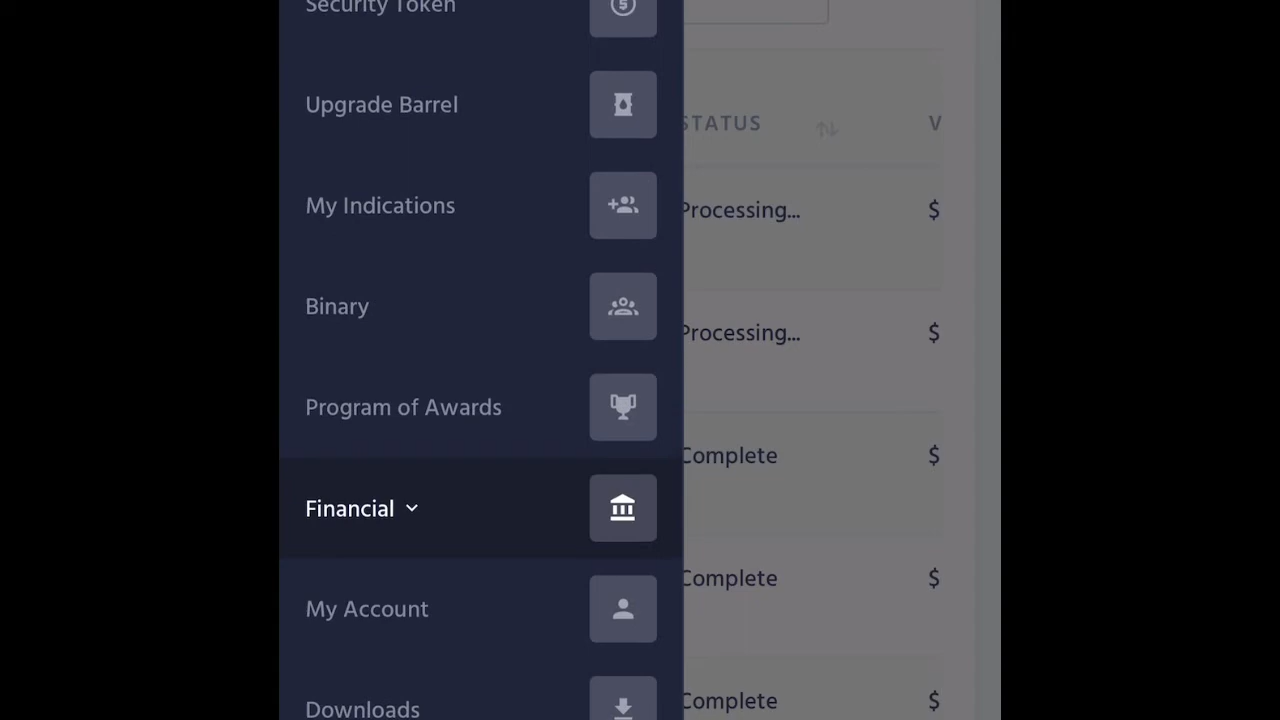 Security Token
Upgrade Barrel
My Indications
Binary
Program of Awards
Financial
My Account
Downloads
STATUS
V
Processing...
$
Processing...
$
Complete
$
Complete
$
Complete
$